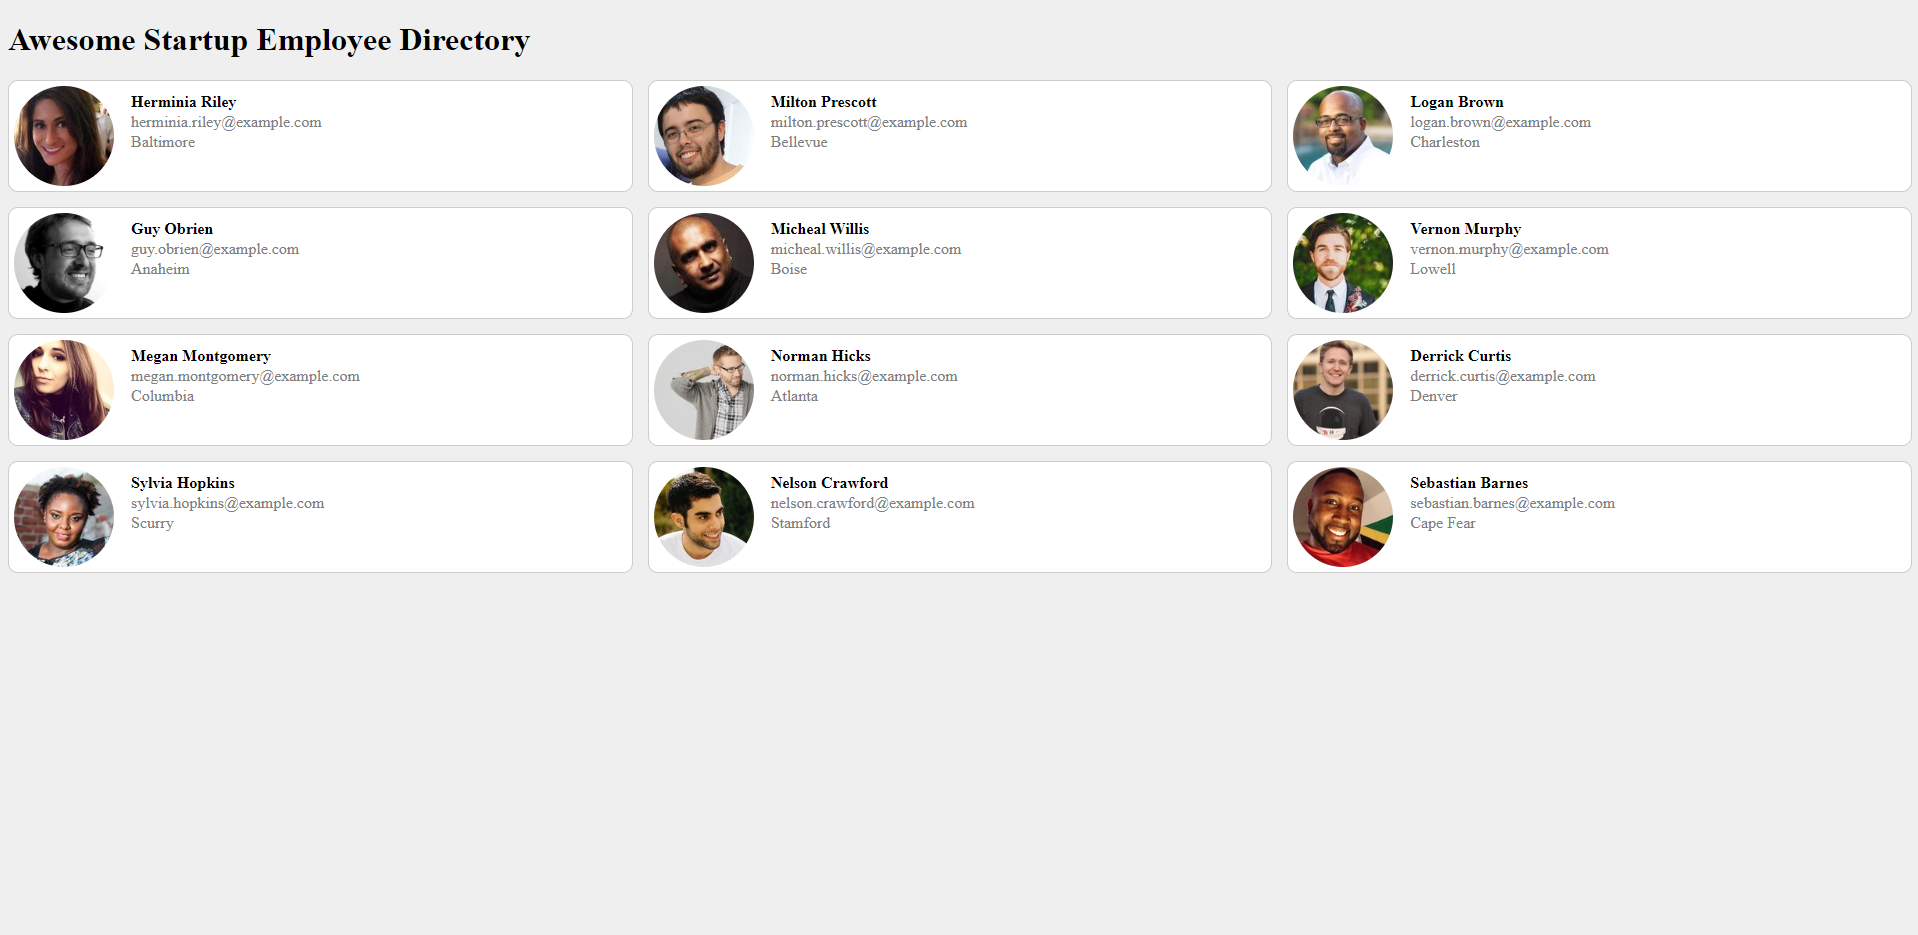 Awesome Startup Employee Directory
Herminia Riley
herminia.riley@example.com
Baltimore
Milton Prescott
milton.prescott@example.com
Bellevue
Logan Brown
logan.brown@example.com
Charleston
Guy Obrien
guy.obrien@example.com
Anaheim
Micheal Willis
micheal.willis@example.com
Boise
Vernon Murphy
vernon.murphy@example.com
Lowell
Megan Montgomery
megan.montgomery@example.com
Columbia
Norman Hicks
norman.hicks@example.com
Atlanta
Derrick Curtis
derrick.curtis@example.com
Denver
Sylvia Hopkins
sylvia.hopkins@example.com
Scurry
Nelson Crawford
nelson.crawford@example.com
Stamford
Sebastian Barnes
sebastian.barnes@example.com
Cape Fear